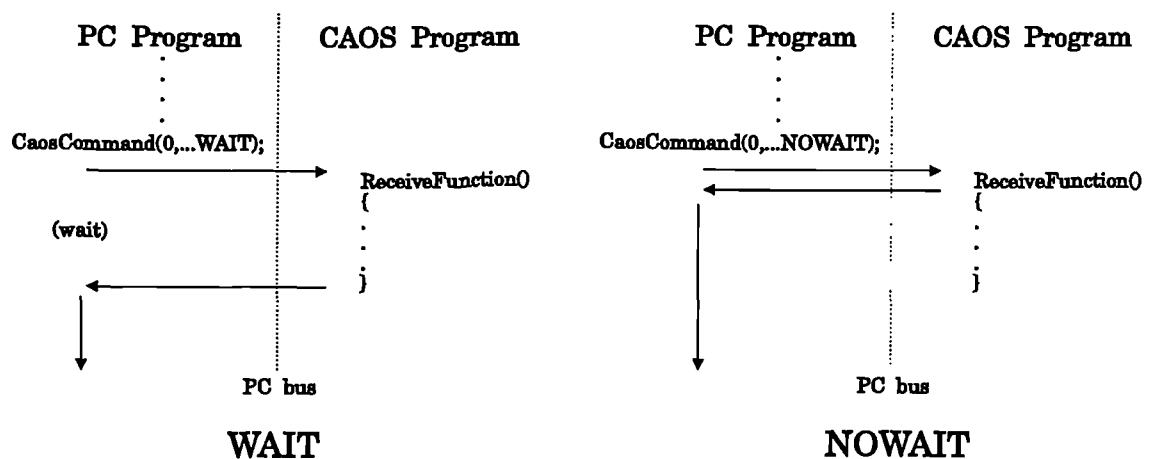 PC Program
CAOS Program
CaosCommand(0,...WAIT);
ReceiveFunction()
{
.
.
.
}
(wait)
PC bus
WAIT
PC Program
CAOS Program
CaosCommand(0,...NOWAIT);
ReceiveFunction()
{
.
.
.
}
PC bus
NOWAIT